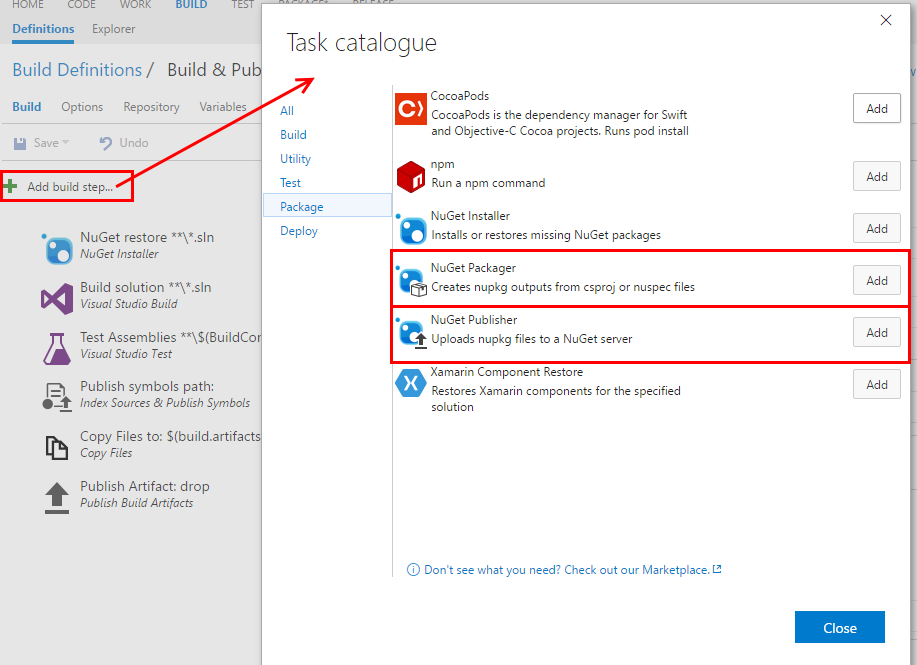 HOME CODE WORK BUILD TEST
Definitions Explorer
Build Definitions / Build & Pub
Build Options Repository Variables
Save Undo
Add build step...
NuGet restore **\*.sln
NuGet Installer
Build solution **\*.sln
Visual Studio Build
Test Assemblies **\$(BuildCon
Visual Studio Test
Publish symbols path:
Index Sources & Publish Symbols
Copy Files to: $(build.artifacts
Copy Files
Publish Artifact: drop
Publish Build Artifacts
Task catalogue
All
Build
Utility
Test
Package
Deploy
CocoaPods
CocoaPods is the dependency manager for Swift
and Objective-C Cocoa projects. Runs pod install
Add
npm
Run a npm command
Add
NuGet Installer
Installs or restores missing NuGet packages
Add
NuGet Packager
Creates nupkg outputs from csproj or nuspec files
Add
NuGet Publisher
Uploads nupkg files to a NuGet server
Add
Xamarin Component Restore
Restores Xamarin components for the specified
solution
Add
Don't see what you need? Check out our Marketplace.
Close